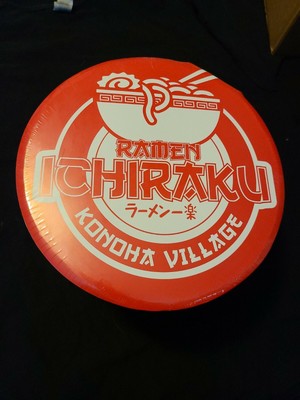 RAMEN
ICHIRAKU
ラーメン一楽
KONOHA VILLAGE